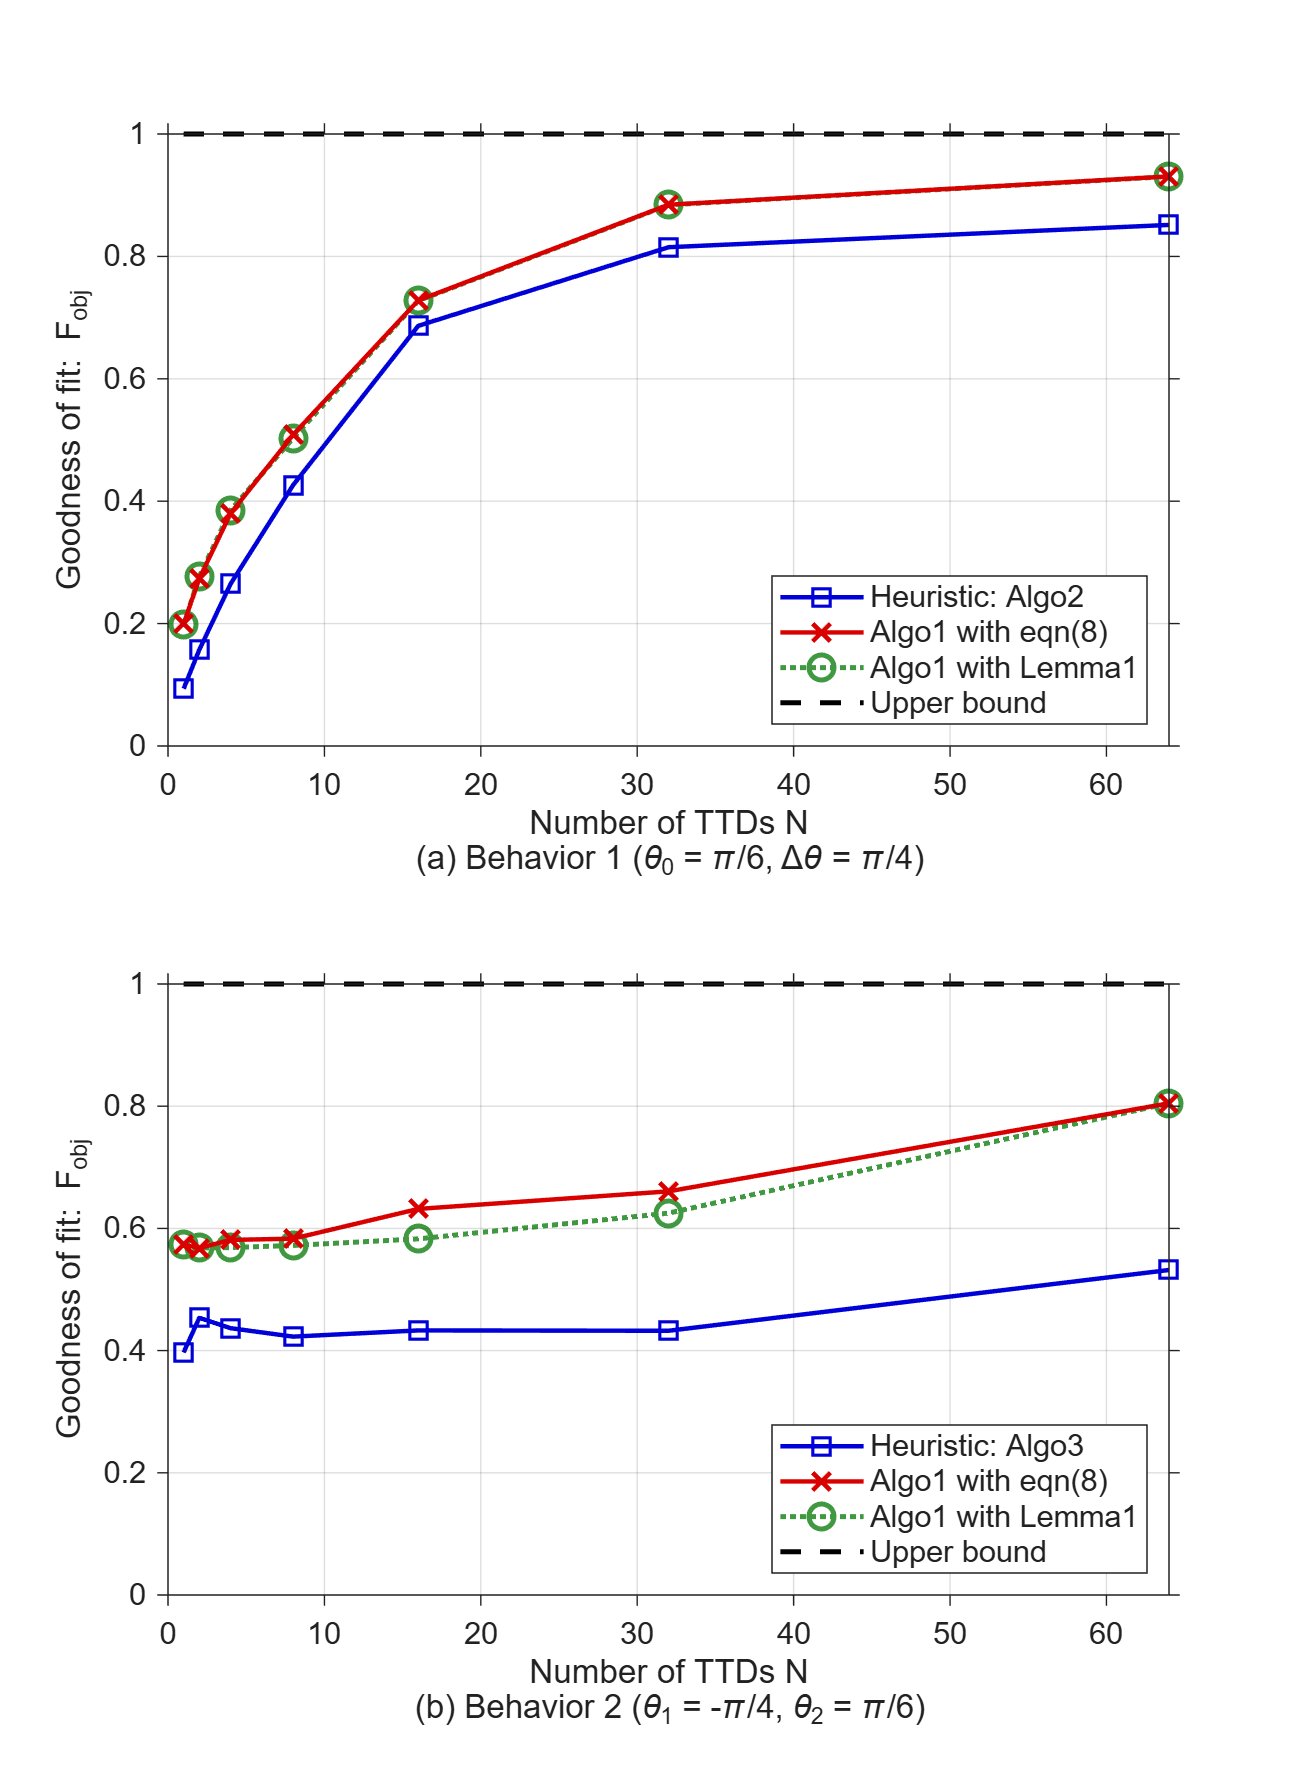 1
0.8
0.6
0.4
0.2
0
Goodness of fit: F_obj
0 10 20 30 40 50 60
Heuristic: Algo2
Algo1 with eqn(8)
Algo1 with Lemma1
Upper bound
Number of TTDs N
(a) Behavior 1 (θ₀ = π/6, Δθ = π/4)
1
0.8
0.6
0.4
0.2
0
Goodness of fit: F_obj
0 10 20 30 40 50 60
Heuristic: Algo3
Algo1 with eqn(8)
Algo1 with Lemma1
Upper bound
Number of TTDs N
(b) Behavior 2 (θ₁ = -π/4, θ₂ = π/6)